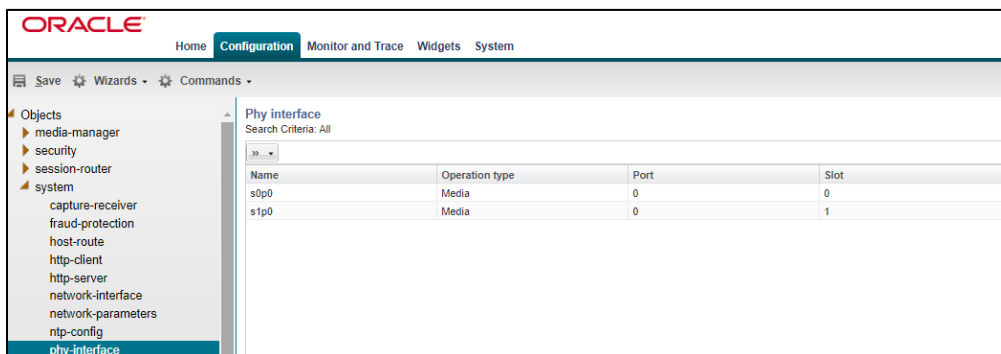 ORACLE
Home Configuration Monitor and Trace Widgets System
Save Wizards Commands
Objects
media-manager
security
session-router
system
capture-receiver
fraud-protection
host-route
http-client
http-server
network-interface
network-parameters
ntp-config
phy-interface
Phy interface
Search Criteria: All
»
Name Operation type Port Slot
s0p0 Media 0 0
s1p0 Media 0 1